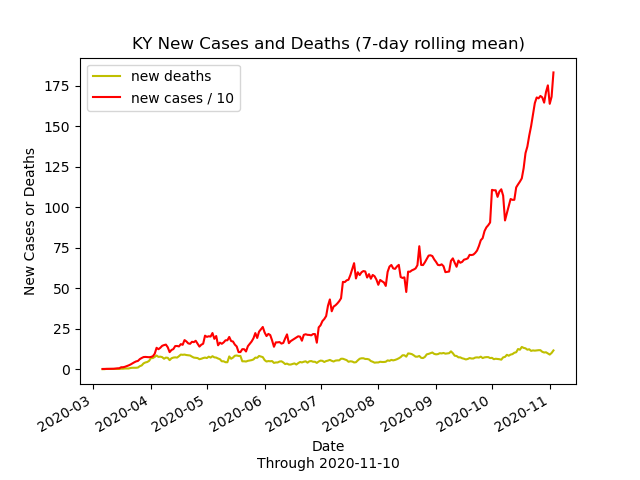 KY New Cases and Deaths (7-day rolling mean)
new deaths
new cases / 10
175
150
125
100
75
50
25
0
New Cases or Deaths
2020-03
2020-04
2020-05
2020-06
2020-07
2020-08
2020-09
2020-10
2020-11
Date
Through 2020-11-10